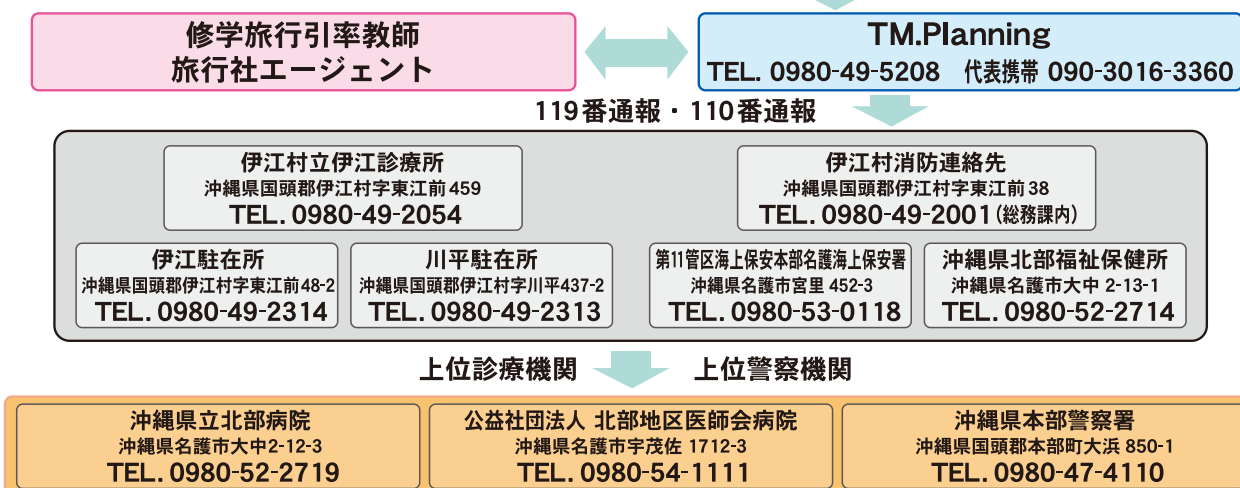 修学旅行引率教師
旅行社エージェント
TM.Planning
TEL. 0980-49-5208 代表携帯 090-3016-3360
119番通報・110番通報
伊江村立伊江診療所
沖縄県国頭郡伊江村字東江前459
TEL. 0980-49-2054
伊江村消防連絡先
沖縄県国頭郡伊江村字東江前38
TEL. 0980-49-2001(総務課内)
伊江駐在所
沖縄県国頭郡伊江村字東江前48-2
TEL. 0980-49-2314
川平駐在所
沖縄県国頭郡伊江村字川平437-2
TEL. 0980-49-2313
第11管区海上保安本部名護海上保安署
沖縄県名護市宮里 452-3
TEL. 0980-53-0118
沖縄県北部福祉保健所
沖縄県名護市大中 2-13-1
TEL. 0980-52-2714
上位診療機関
上位警察機関
沖縄県立北部病院
沖縄県名護市大中2-12-3
TEL. 0980-52-2719
公益社団法人 北部地区医師会病院
沖縄県名護市宇茂佐 1712-3
TEL. 0980-54-1111
沖縄県本部警察署
沖縄県国頭郡本部町大浜 850-1
TEL. 0980-47-4110